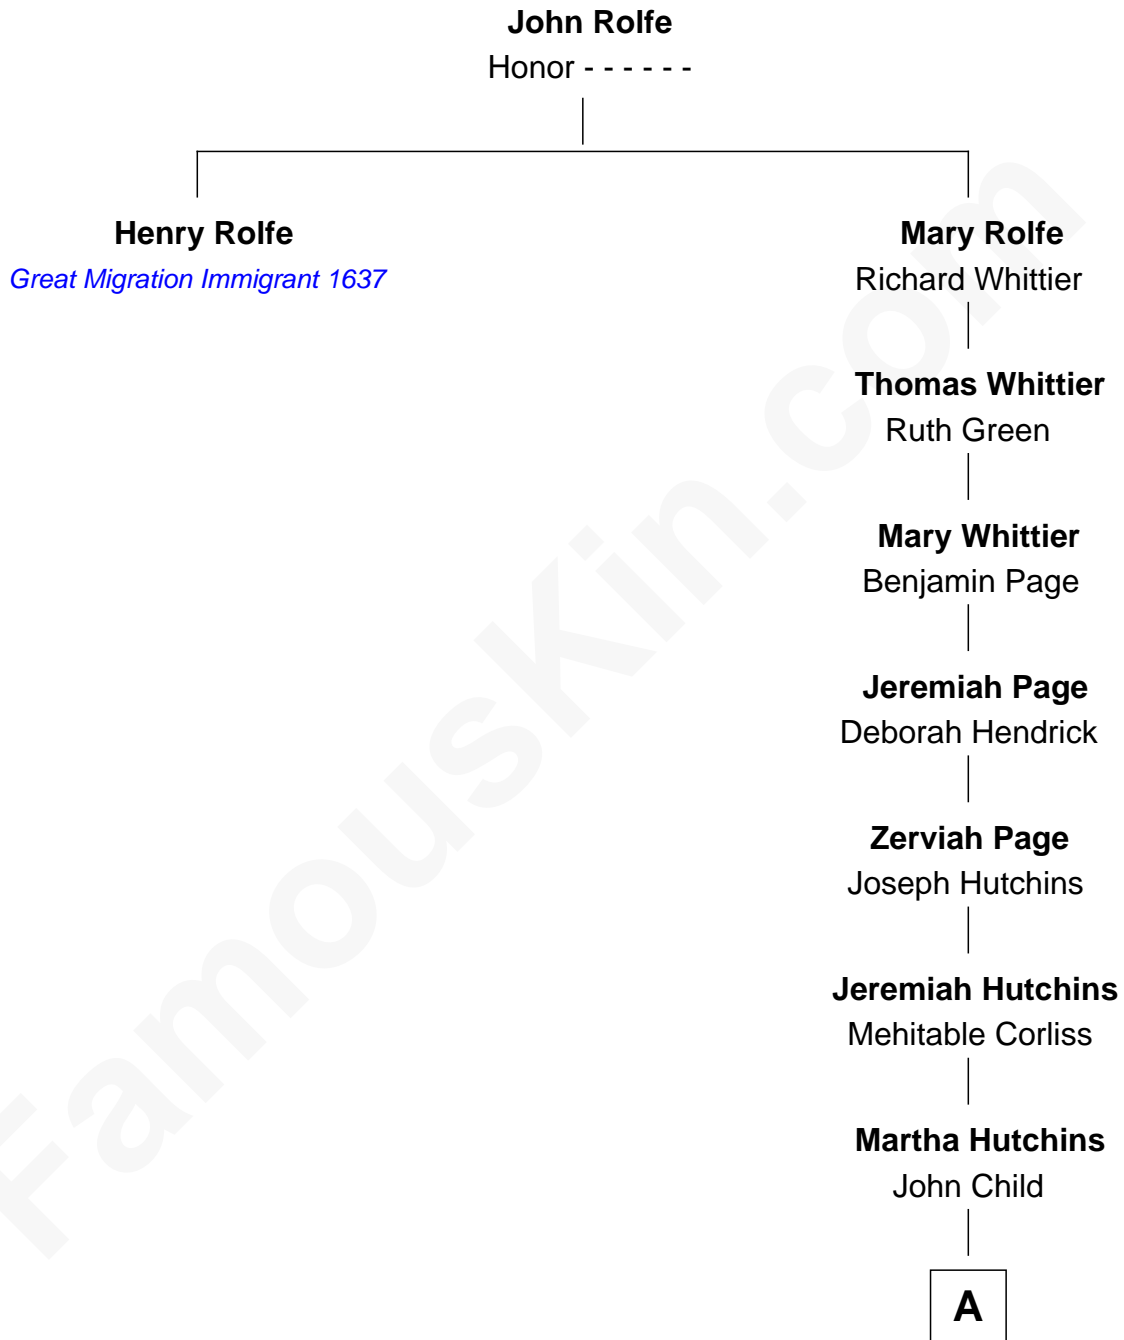 John Rolfe
Honor - - - - - -
Henry Rolfe
Great Migration Immigrant 1637
Mary Rolfe
Richard Whittier
Thomas Whittier
Ruth Green
Mary Whittier
Benjamin Page
Jeremiah Page
Deborah Hendrick
Zerviah Page
Joseph Hutchins
Jeremiah Hutchins
Mehitable Corliss
Martha Hutchins
John Child
A
FamousKin.com